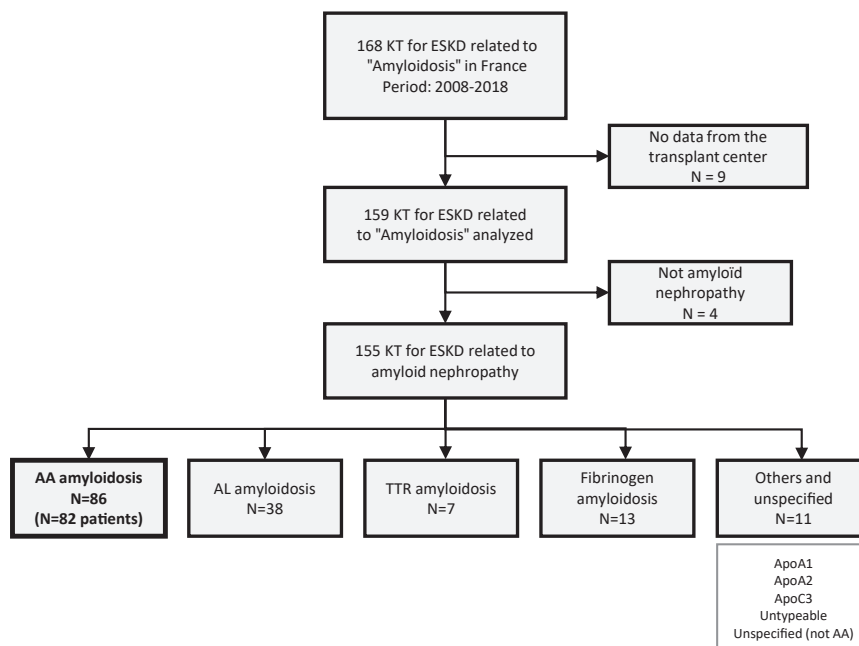 168 KT for ESKD related to
"Amyloidosis" in France
Period: 2008-2018
No data from the
transplant center
N = 9
159 KT for ESKD related
to "Amyloidosis" analyzed
Not amyloïd
nephropathy
N = 4
155 KT for ESKD related to
amyloid nephropathy
AA amyloidosis
N=86
(N=82 patients)
AL amyloidosis
N=38
TTR amyloidosis
N=7
Fibrinogen
amyloidosis
N=13
Others and
unspecified
N=11
ApoA1
ApoA2
ApoC3
Untypeable
Unspecified (not AA)